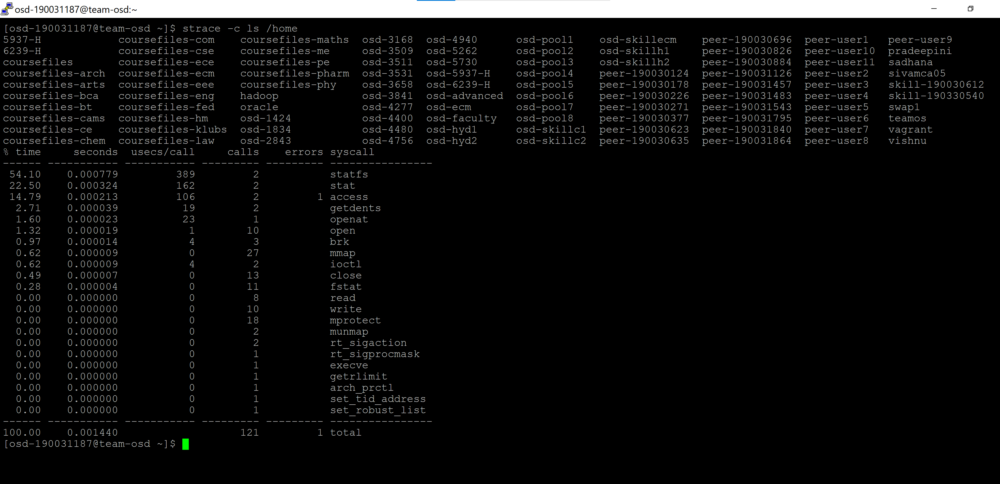 osd-190031187@team-osd:~
[osd-190031187@team-osd ~]$ strace -c ls /home
5937-H            coursefiles-com    coursefiles-maths  osd-3168  osd-4940      osd-pool1    osd-skillecm    peer-190030696  peer-user1   peer-user9
6239-H            coursefiles-cse    coursefiles-me     osd-3509  osd-5262      osd-pool2    osd-skillh1     peer-190030826  peer-user10  pradeepini
coursefiles       coursefiles-ece    coursefiles-pe     osd-3511  osd-5730      osd-pool3    osd-skillh2     peer-190030884  peer-user11  sadhana
coursefiles-arch  coursefiles-ecm    coursefiles-pharm  osd-3531  osd-5937-H    osd-pool4    peer-190030124  peer-190031126  peer-user2   sivamca05
coursefiles-arts  coursefiles-eee    coursefiles-phy    osd-3658  osd-6239-H    osd-pool5    peer-190030178  peer-190031457  peer-user3   skill-190030612
coursefiles-bca   coursefiles-eng    hadoop             osd-3841  osd-advanced  osd-pool6    peer-190030226  peer-190031483  peer-user4   skill-190330540
coursefiles-bt    coursefiles-fed    oracle             osd-4277  osd-ecm       osd-pool7    peer-190030271  peer-190031543  peer-user5   swap1
coursefiles-cams  coursefiles-hm     osd-1424           osd-4400  osd-faculty   osd-pool8    peer-190030377  peer-190031795  peer-user6   teamos
coursefiles-ce    coursefiles-klubs  osd-1834           osd-4480  osd-hyd1      osd-skillc1  peer-190030623  peer-190031840  peer-user7   vagrant
coursefiles-chem  coursefiles-law    osd-2843           osd-4756  osd-hyd2      osd-skillc2  peer-190030635  peer-190031864  peer-user8   vishnu
% time     seconds  usecs/call     calls    errors syscall
------ ----------- ----------- --------- --------- ----------------
 54.10    0.000779         389         2           statfs
 22.50    0.000324         162         2           stat
 14.79    0.000213         106         2         1 access
  2.71    0.000039          19         2           getdents
  1.60    0.000023          23         1           openat
  1.32    0.000019           1        10           open
  0.97    0.000014           4         3           brk
  0.62    0.000009           0        27           mmap
  0.62    0.000009           4         2           ioctl
  0.49    0.000007           0        13           close
  0.28    0.000004           0        11           fstat
  0.00    0.000000           0         8           read
  0.00    0.000000           0        10           write
  0.00    0.000000           0        18           mprotect
  0.00    0.000000           0         2           munmap
  0.00    0.000000           0         2           rt_sigaction
  0.00    0.000000           0         1           rt_sigprocmask
  0.00    0.000000           0         1           execve
  0.00    0.000000           0         1           getrlimit
  0.00    0.000000           0         1           arch_prctl
  0.00    0.000000           0         1           set_tid_address
  0.00    0.000000           0         1           set_robust_list
------ ----------- ----------- --------- --------- ----------------
100.00    0.001440                   121         1 total
[osd-190031187@team-osd ~]$